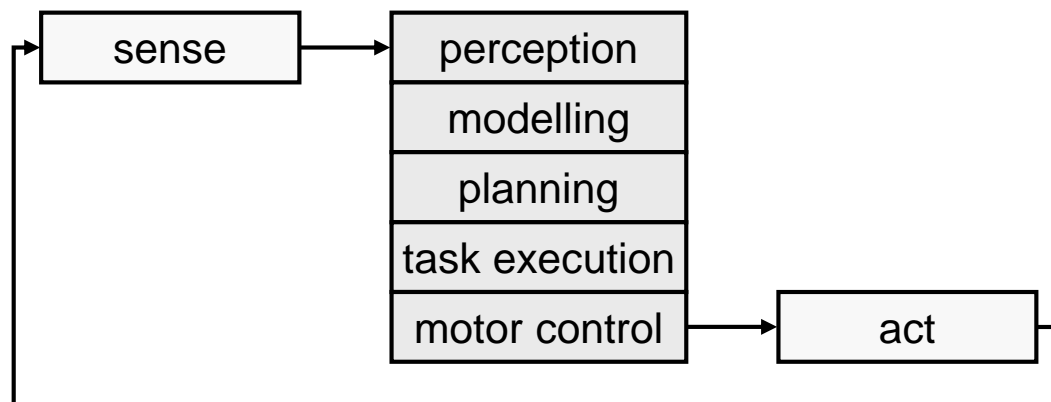 sense
perception
modelling
planning
task execution
motor control
act